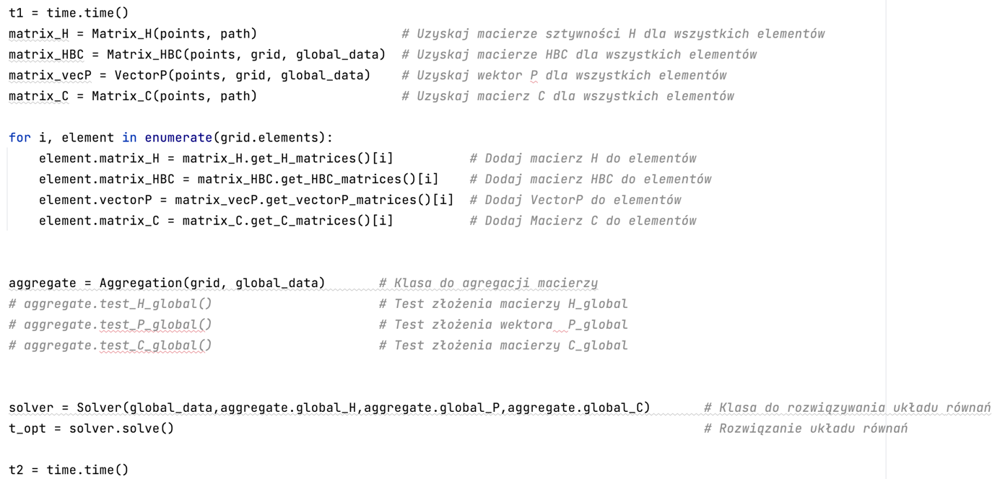 t1 = time.time()
matrix_H = Matrix_H(points, path)                   # Uzyskaj macierze sztywności H dla wszystkich elementów
matrix_HBC = Matrix_HBC(points, grid, global_data)  # Uzyskaj macierze HBC dla wszystkich elementów
matrix_vecP = VectorP(points, grid, global_data)    # Uzyskaj wektor P dla wszystkich elementów
matrix_C = Matrix_C(points, path)                   # Uzyskaj macierz C dla wszystkich elementów
for i, element in enumerate(grid.elements):
    element.matrix_H = matrix_H.get_H_matrices()[i]          # Dodaj macierz H do elementów
    element.matrix_HBC = matrix_HBC.get_HBC_matrices()[i]    # Dodaj macierz HBC do elementów
    element.vectorP = matrix_vecP.get_vectorP_matrices()[i]  # Dodaj VectorP do elementów
    element.matrix_C = matrix_C.get_C_matrices()[i]          # Dodaj Macierz C do elementów
aggregate = Aggregation(grid, global_data)       # Klasa do agregacji macierzy
# aggregate.test_H_global()                      # Test złożenia macierzy H_global
# aggregate.test_P_global()                      # Test złożenia wektora  P_global
# aggregate.test_C_global()                      # Test złożenia macierzy C_global
solver = Solver(global_data,aggregate.global_H,aggregate.global_P,aggregate.global_C)       # Klasa do rozwiązywania układu równań
t_opt = solver.solve()                                                                      # Rozwiązanie układu równań
t2 = time.time()